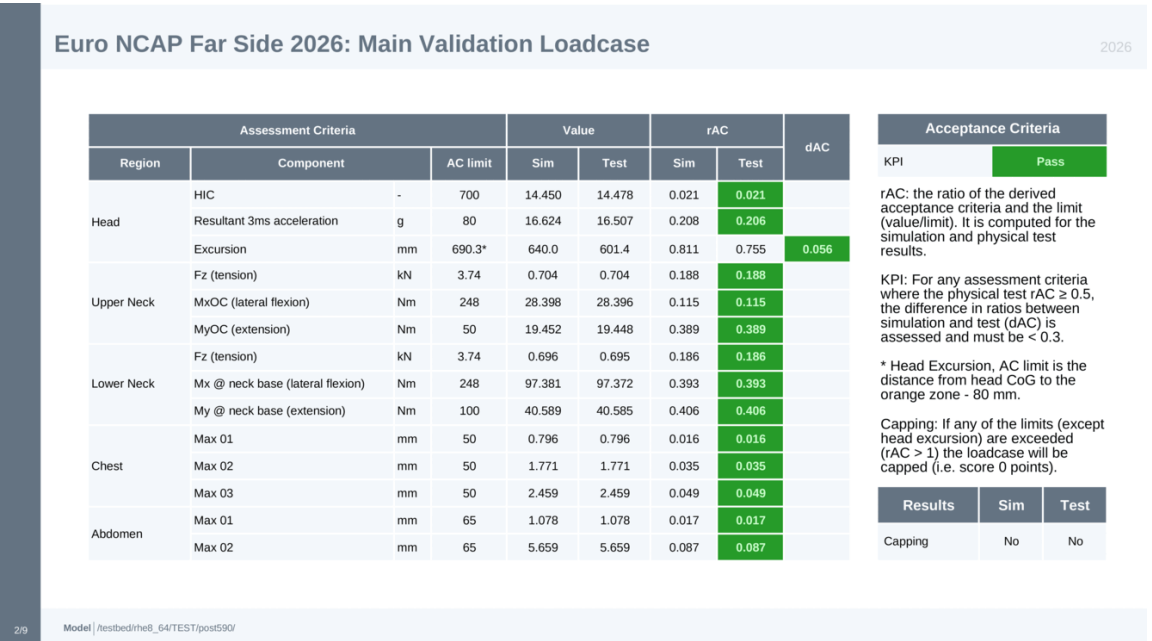 Euro NCAP Far Side 2026: Main Validation Loadcase
2026
Assessment Criteria Value rAC dAC
Region Component AC limit Sim Test Sim Test
Head
HIC - 700 14.450 14.478 0.021 0.021
Resultant 3ms acceleration g 80 16.624 16.507 0.208 0.206
Excursion mm 690.3* 640.0 601.4 0.811 0.755 0.056
Upper Neck
Fz (tension) kN 3.74 0.704 0.704 0.188 0.188
MxOC (lateral flexion) Nm 248 28.398 28.396 0.115 0.115
MyOC (extension) Nm 50 19.452 19.448 0.389 0.389
Lower Neck
Fz (tension) kN 3.74 0.696 0.695 0.186 0.186
Mx @ neck base (lateral flexion) Nm 248 97.381 97.372 0.393 0.393
My @ neck base (extension) Nm 100 40.589 40.585 0.406 0.406
Chest
Max 01 mm 50 0.796 0.796 0.016 0.016
Max 02 mm 50 1.771 1.771 0.035 0.035
Max 03 mm 50 2.459 2.459 0.049 0.049
Abdomen
Max 01 mm 65 1.078 1.078 0.017 0.017
Max 02 mm 65 5.659 5.659 0.087 0.087
Acceptance Criteria
KPI Pass
rAC: the ratio of the derived
acceptance criteria and the limit
(value/limit). It is computed for the
simulation and physical test
results.
KPI: For any assessment criteria
where the physical test rAC ≥ 0.5,
the difference in ratios between
simulation and test (dAC) is
assessed and must be < 0.3.
* Head Excursion, AC limit is the
distance from head CoG to the
orange zone - 80 mm.
Capping: If any of the limits (except
head excursion) are exceeded
(rAC > 1) the loadcase will be
capped (i.e. score 0 points).
Results Sim Test
Capping No No
2/9
Model /testbed/rhe8_64/TEST/post590/